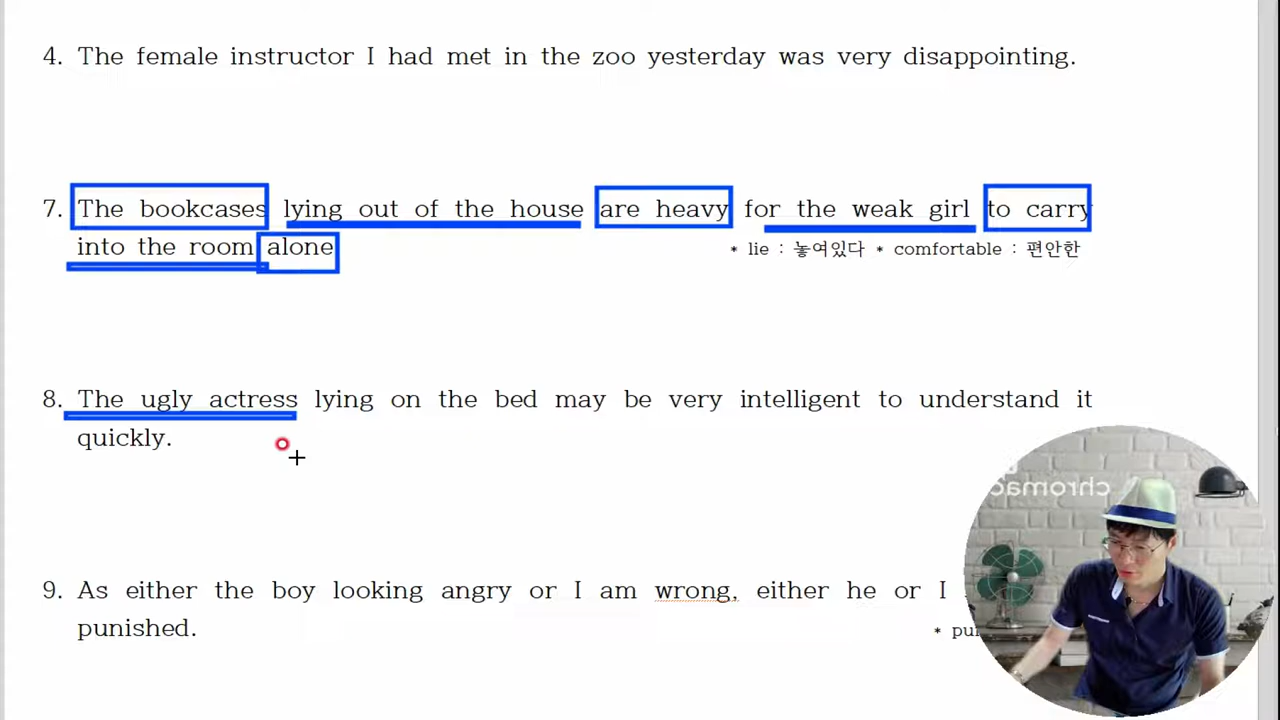 4. The female instructor I had met in the zoo yesterday was very disappointing.
7. The bookcases lying out of the house are heavy for the weak girl to carry
into the room alone
* lie : 놓여있다 * comfortable : 편안한
8. The ugly actress lying on the bed may be very intelligent to understand it
quickly.
9. As either the boy looking angry or I am wrong, either he or I
punished.
chromac